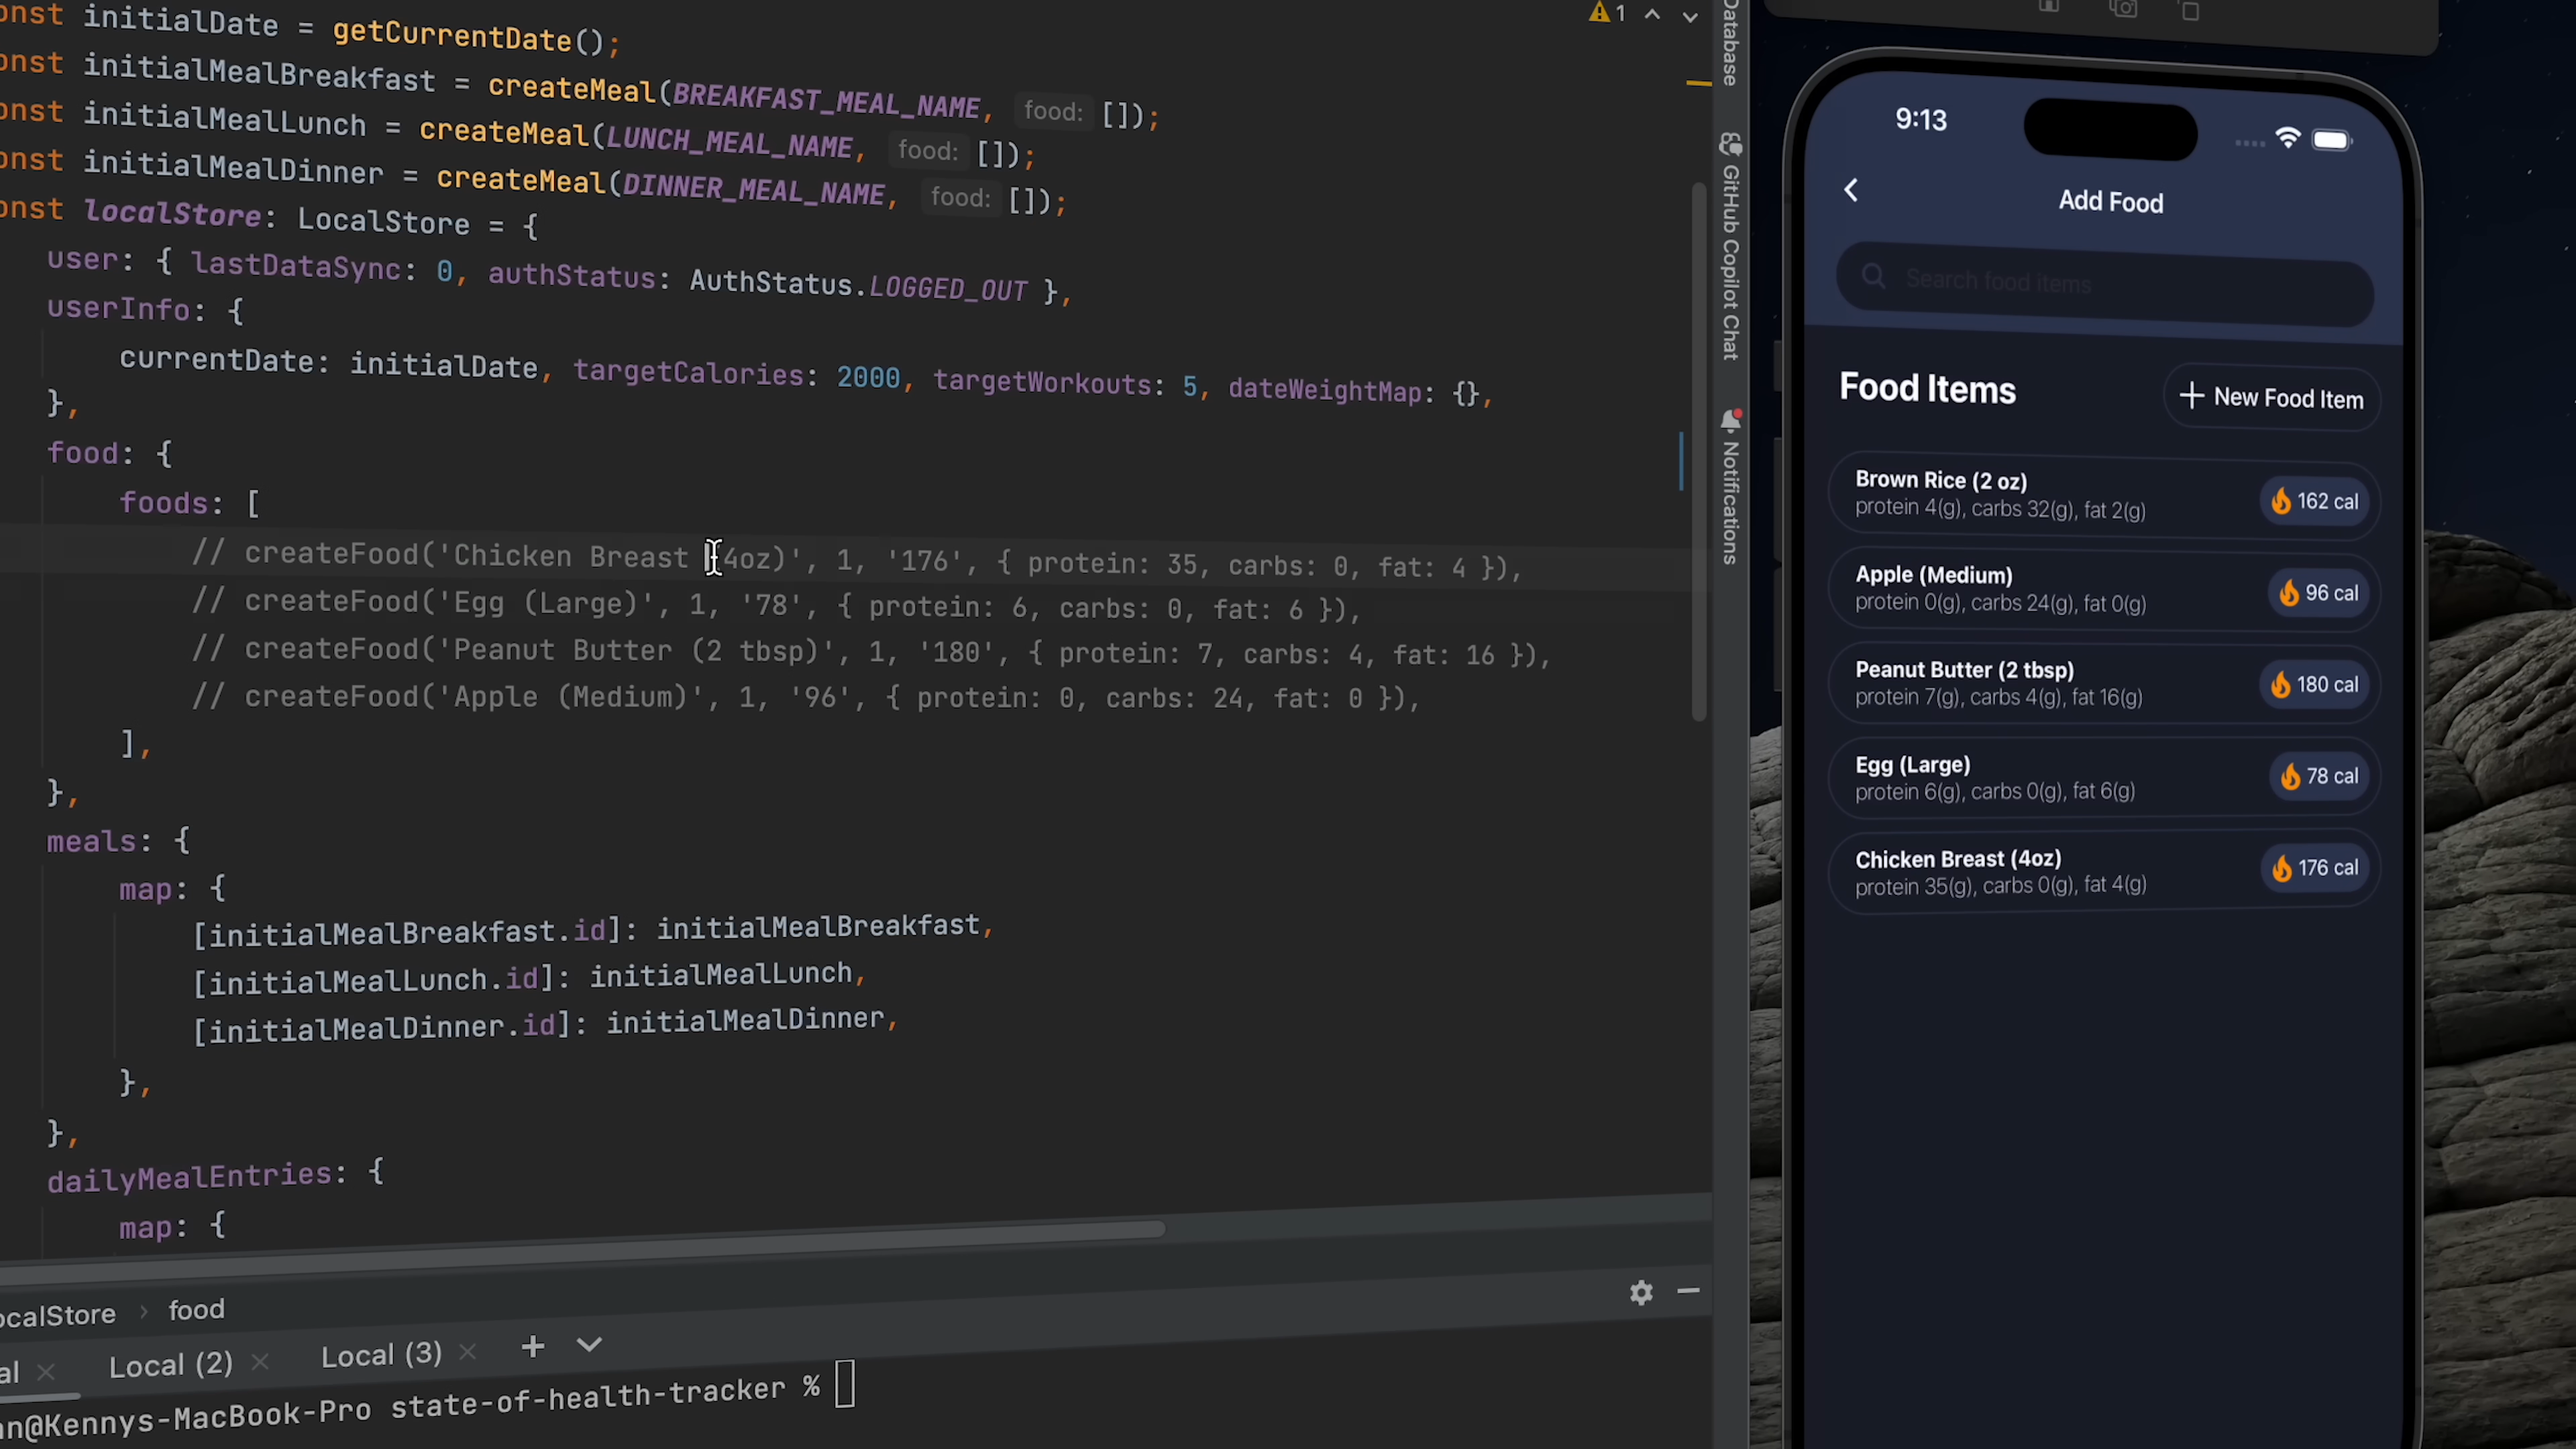 onst initialDate = getCurrentDate();
onst initialMealBreakfast = createMeal(BREAKFAST_MEAL_NAME, food: []);
onst initialMealLunch = createMeal(LUNCH_MEAL_NAME, food: []);
onst initialMealDinner = createMeal(DINNER_MEAL_NAME, food: []);
onst localStore: LocalStore = {
user: { lastDataSync: 0, authStatus: AuthStatus.LOGGED_OUT },
userInfo: {
currentDate: initialDate, targetCalories: 2000, targetWorkouts: 5, dateWeightMap: {},
},
food: {
foods: [
// createFood('Chicken Breast (4oz)', 1, '176', { protein: 35, carbs: 0, fat: 4 }),
// createFood('Egg (Large)', 1, '78', { protein: 6, carbs: 0, fat: 6 }),
// createFood('Peanut Butter (2 tbsp)', 1, '180', { protein: 7, carbs: 4, fat: 16 }),
// createFood('Apple (Medium)', 1, '96', { protein: 0, carbs: 24, fat: 0 }),
],
},
meals: {
map: {
[initialMealBreakfast.id]: initialMealBreakfast,
[initialMealLunch.id]: initialMealLunch,
[initialMealDinner.id]: initialMealDinner,
},
},
dailyMealEntries: {
map: {
ocalStore › food
al × Local (2) × Local (3) × +
an@Kennys-MacBook-Pro state-of-health-tracker %
1
Database
GitHub Copilot Chat
Notifications
9:13
Add Food
Search food items
Food Items
+ New Food Item
Brown Rice (2 oz)
protein 4(g), carbs 32(g), fat 2(g)
162 cal
Apple (Medium)
protein 0(g), carbs 24(g), fat 0(g)
96 cal
Peanut Butter (2 tbsp)
protein 7(g), carbs 4(g), fat 16(g)
180 cal
Egg (Large)
protein 6(g), carbs 0(g), fat 6(g)
78 cal
Chicken Breast (4oz)
protein 35(g), carbs 0(g), fat 4(g)
176 cal